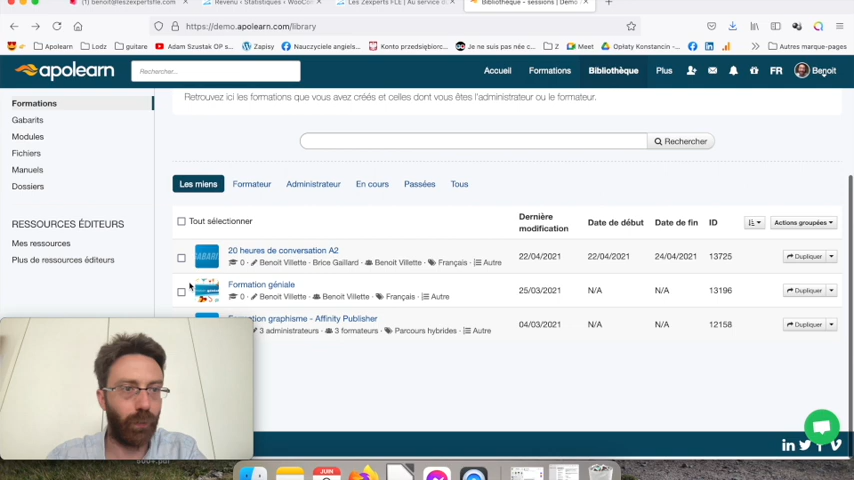 benoit@leszexpertsfle.com
Revenu ‹ Statistiques ‹ WooCom
Les Zexperts FLE | Au service d
Bibliothèque - sessions | Demo
https://demo.apolearn.com/library
Apolearn
Lodz
guitare
Adam Szustak OP s...
Zapisy
Nauczyciele angiels...
Konto przedsiębiorc...
Je ne suis pas née c...
Z
Meet
Opłaty Konstancin -...
Autres marque-pages
apolearn
Rechercher...
Accueil
Formations
Bibliothèque
Plus
FR
Benoit
Formations
Gabarits
Modules
Fichiers
Manuels
Dossiers
RESSOURCES ÉDITEURS
Mes ressources
Plus de ressources éditeurs
Retrouvez ici les formations que vous avez créés et celles dont vous êtes l'administrateur ou le formateur.
Rechercher
Les miens
Formateur
Administrateur
En cours
Passées
Tous
Tout sélectionner
Dernière modification
Date de début
Date de fin
ID
Actions groupées
20 heures de conversation A2
0 · Benoit Villette · Brice Gaillard · Benoit Villette · Français · Autre
22/04/2021
22/04/2021
24/04/2021
13725
Dupliquer
Formation géniale
0 · Benoit Villette · Benoit Villette · Français · Autre
25/03/2021
N/A
N/A
13196
Dupliquer
graphisme - Affinity Publisher
3 administrateurs · 3 formateurs · Parcours hybrides · Autre
04/03/2021
N/A
N/A
12158
Dupliquer
JUIN